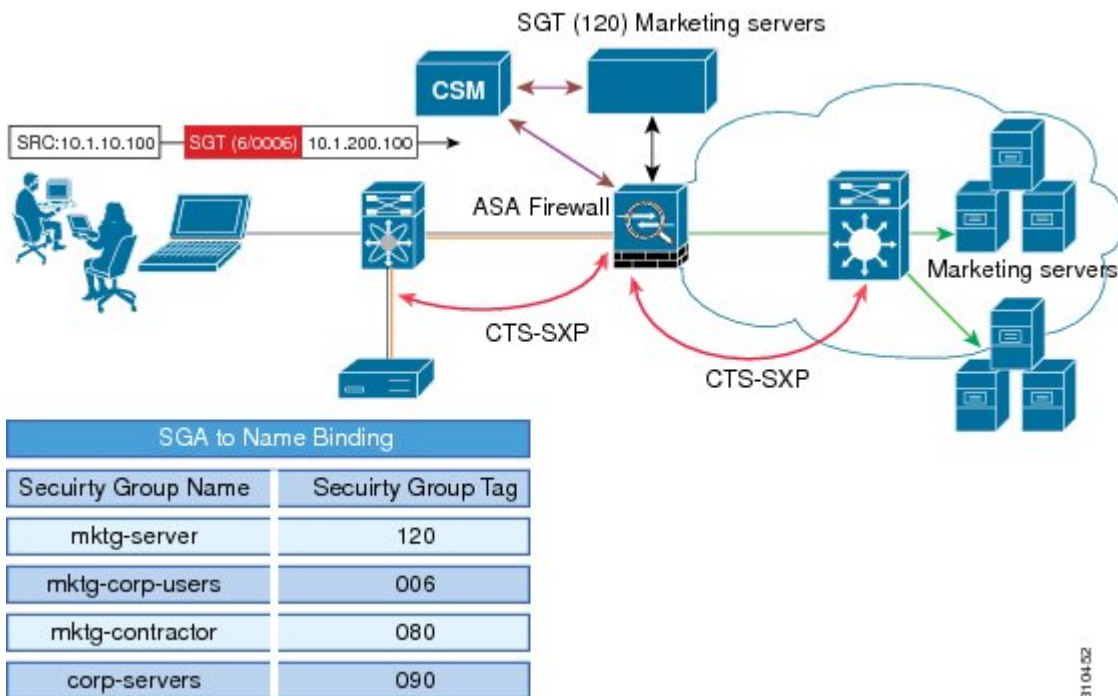 SGT (120) Marketing servers
CSM
SRC:10.1.10.100
SGT (6/0006)
10.1.200.100
ASA Firewall
Marketing servers
CTS-SXP
CTS-SXP
SGA to Name Binding
Secuirty Group Name
Secuirty Group Tag
mktg-server
120
mktg-corp-users
006
mktg-contractor
080
corp-servers
090
310452